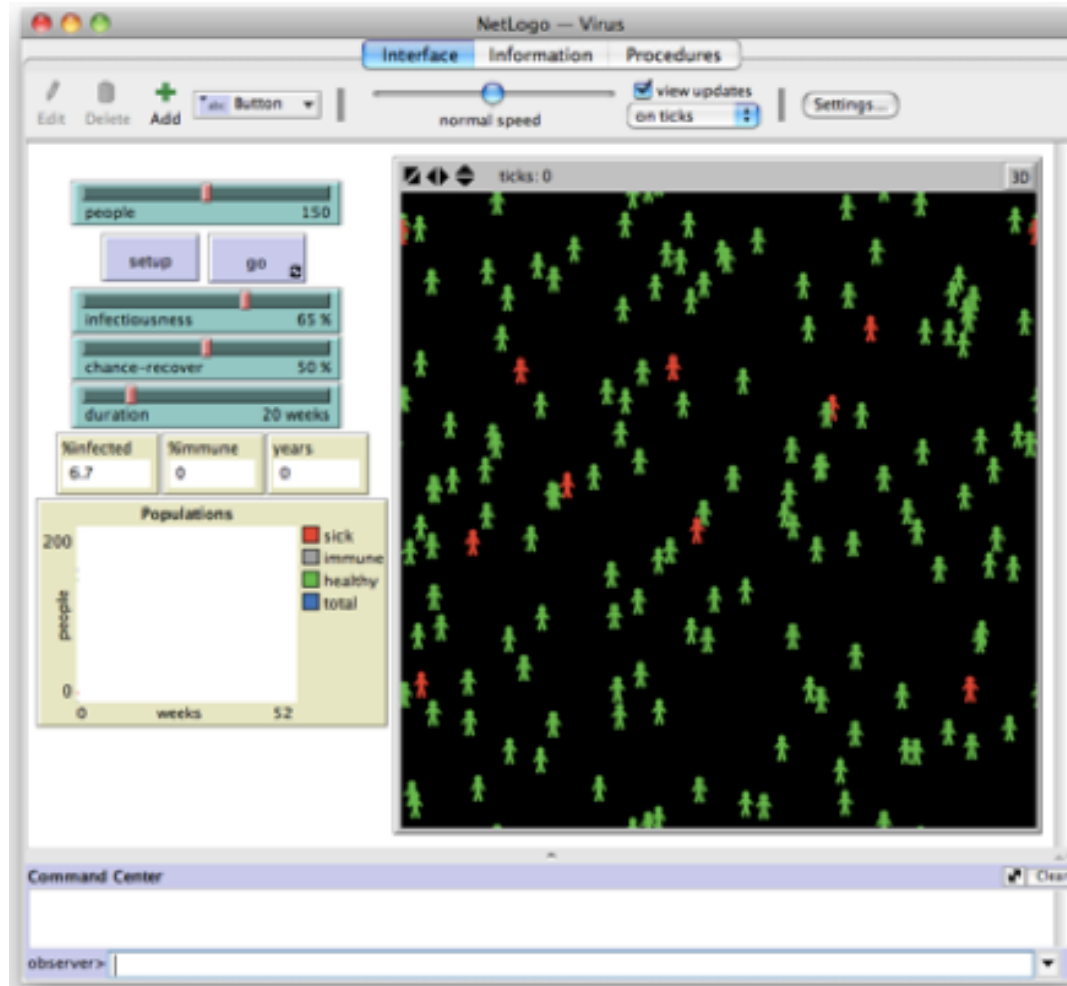 NetLogo — Virus
Interface Information Procedures
Edit Delete Add abc Button normal speed view updates on ticks Settings...
people 150
setup go
infectiousness 65 %
chance-recover 50 %
duration 20 weeks
%infected %immune years
6.7 0 0
Populations
200
people
0
0 weeks 52
sick
immune
healthy
total
ticks: 0 3D
Command Center Clear
observer>